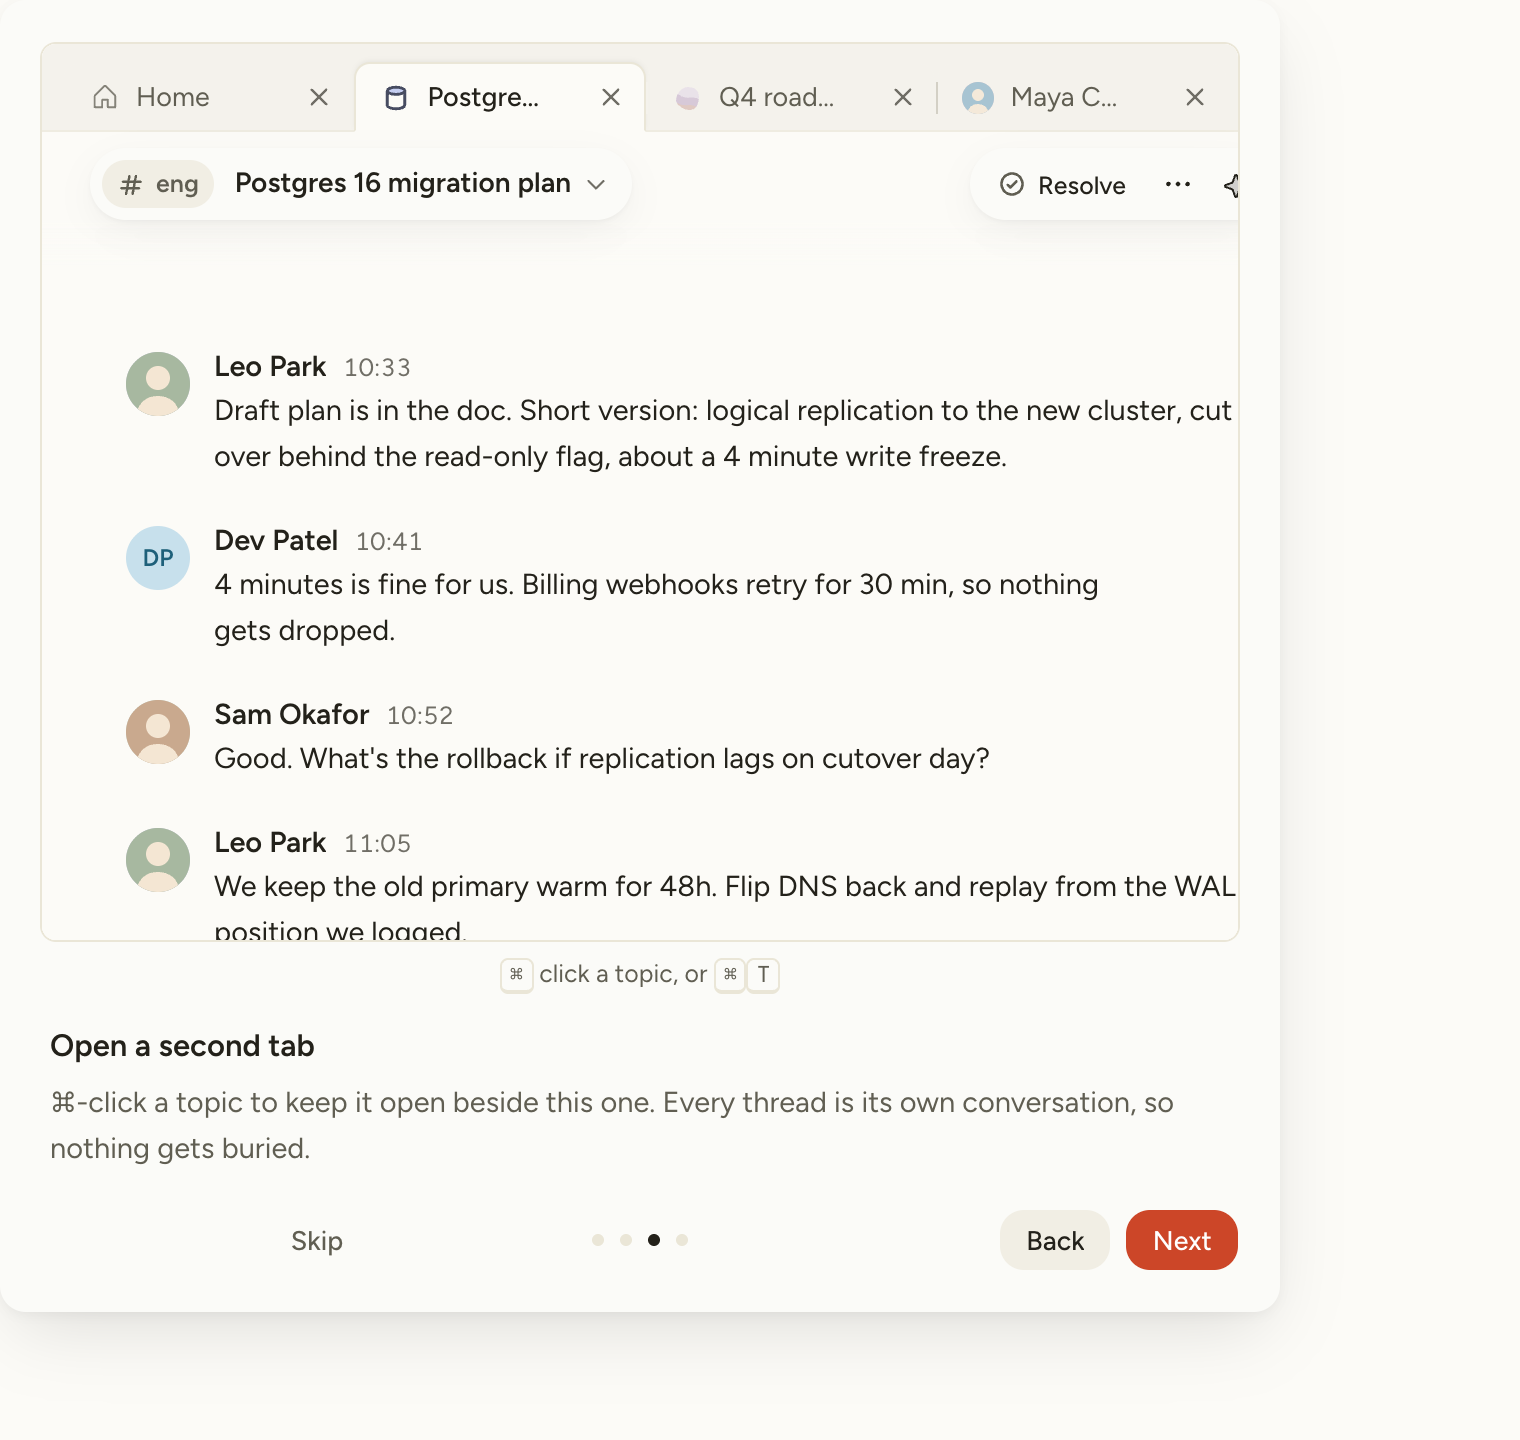 Home
Postgre...
Q4 road...
Maya C...
# eng
Postgres 16 migration plan
Resolve
Leo Park 10:33
Draft plan is in the doc. Short version: logical replication to the new cluster, cut
over behind the read-only flag, about a 4 minute write freeze.
DP
Dev Patel 10:41
4 minutes is fine for us. Billing webhooks retry for 30 min, so nothing
gets dropped.
Sam Okafor 10:52
Good. What's the rollback if replication lags on cutover day?
Leo Park 11:05
We keep the old primary warm for 48h. Flip DNS back and replay from the WAL
position we logged.
⌘ click a topic, or ⌘ T
Open a second tab
⌘-click a topic to keep it open beside this one. Every thread is its own conversation, so
nothing gets buried.
Skip
Back
Next